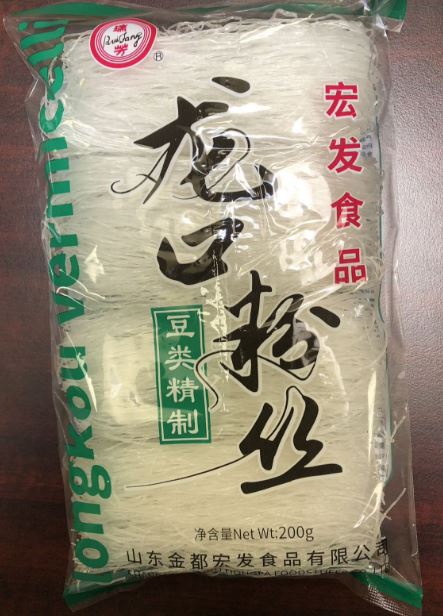 瑞芳
RuiFang
®
宏发食品
龙口粉丝
豆类精制
longkou vermicelli
净含量Net Wt:200g
山东金都宏发食品有限公司